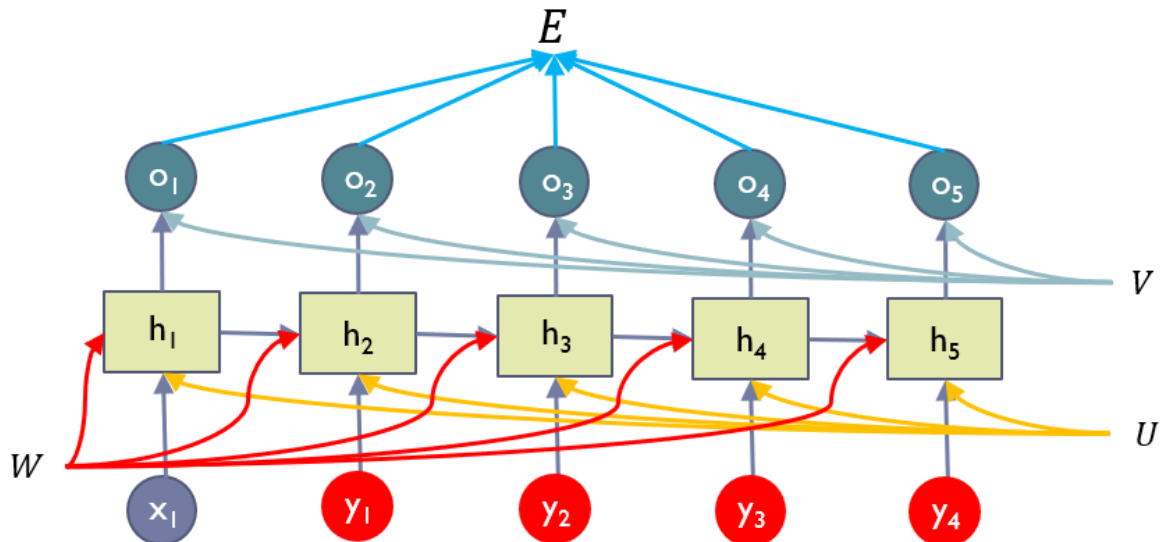 E
o₁ o₂ o₃ o₄ o₅
V
h₁ h₂ h₃ h₄ h₅
U
W
x₁ y₁ y₂ y₃ y₄